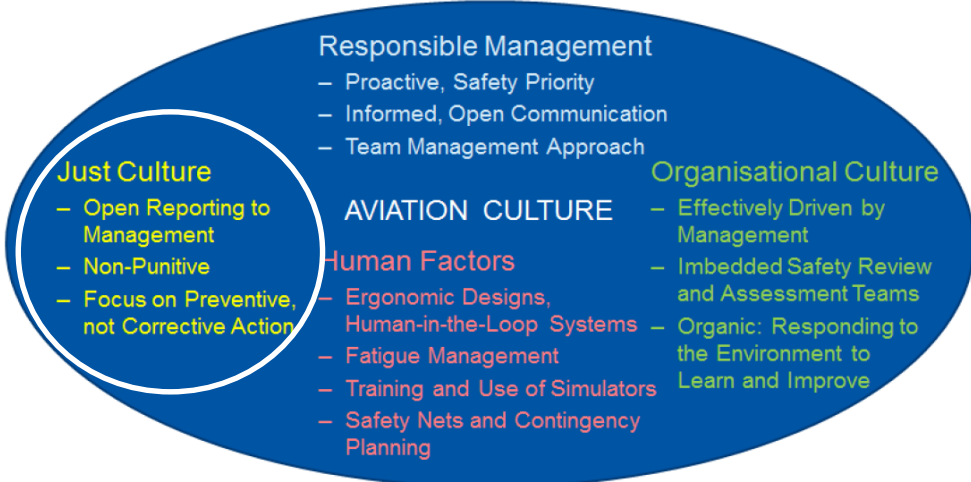 Responsible Management
– Proactive, Safety Priority
– Informed, Open Communication
– Team Management Approach
Just Culture
– Open Reporting to
Management
– Non-Punitive
– Focus on Preventive,
not Corrective Action
AVIATION CULTURE
Human Factors
– Ergonomic Designs,
Human-in-the-Loop Systems
– Fatigue Management
– Training and Use of Simulators
– Safety Nets and Contingency
Planning
Organisational Culture
– Effectively Driven by
Management
– Imbedded Safety Review
and Assessment Teams
– Organic: Responding to
the Environment to
Learn and Improve